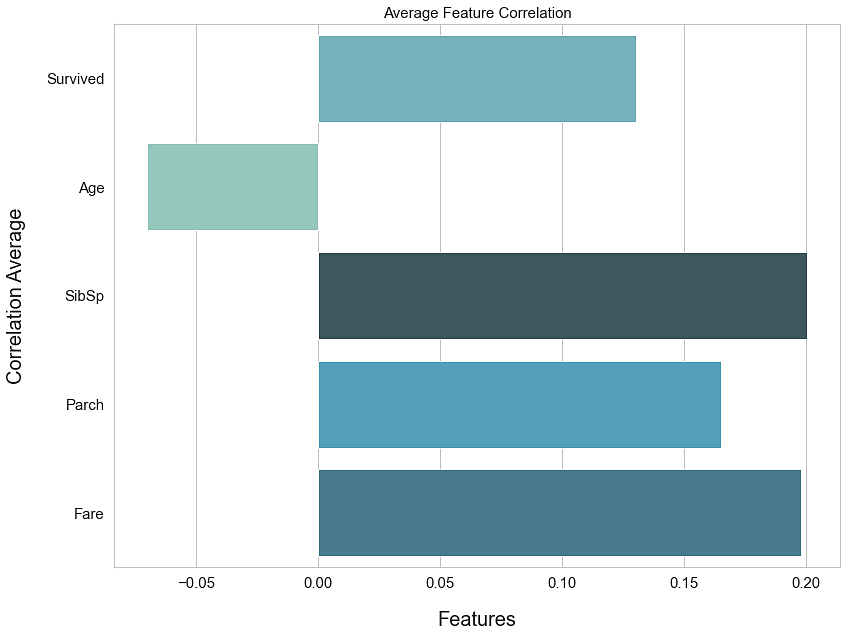 Average Feature Correlation
Survived
Age
SibSp
Parch
Fare
Correlation Average
−0.05 0.00 0.05 0.10 0.15 0.20
Features